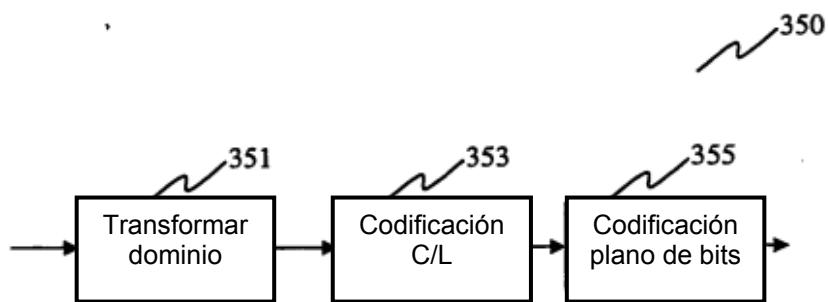 350
351
353
355
Transformar
dominio
Codificación
C/L
Codificación
plano de bits